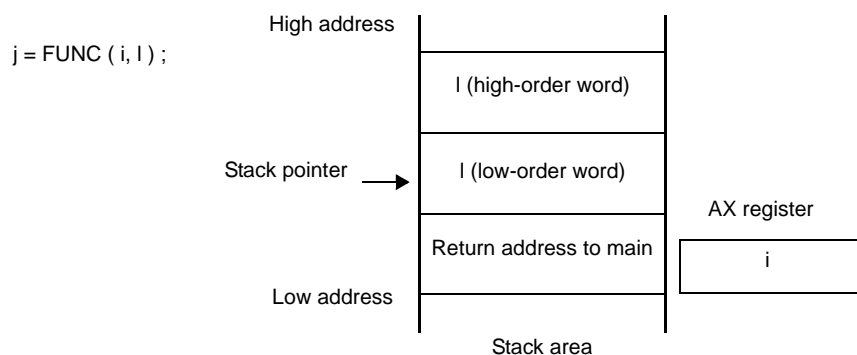 High address
j = FUNC ( i, l ) ;
l (high-order word)
Stack pointer
l (low-order word)
AX register
Return address to main
i
Low address
Stack area